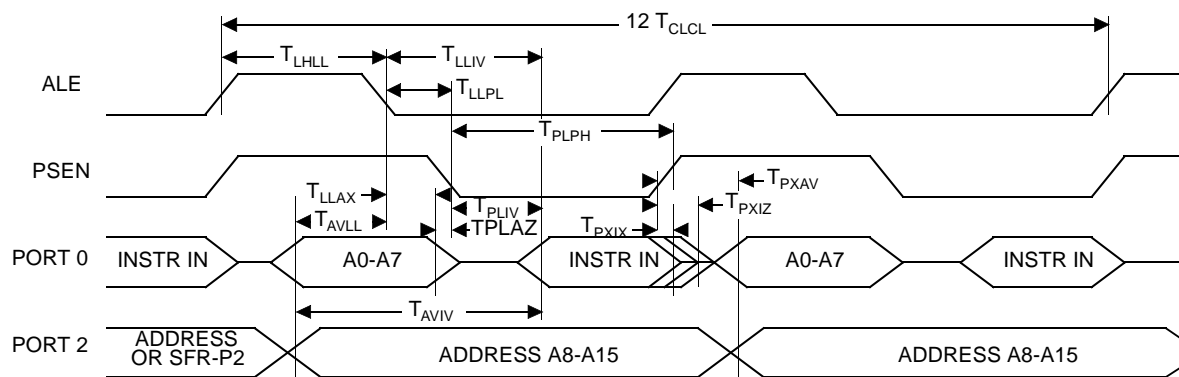 12 TCLCL
TLHLL
TLLIV
ALE
TLLPL
TPLPH
PSEN
TLLAX
TPXAV
TPLIV
TPXIZ
TAVLL
TPLAZ
TPXIX
PORT 0
INSTR IN
A0-A7
INSTR IN
A0-A7
INSTR IN
TAVIV
PORT 2
ADDRESS
OR SFR-P2
ADDRESS A8-A15
ADDRESS A8-A15